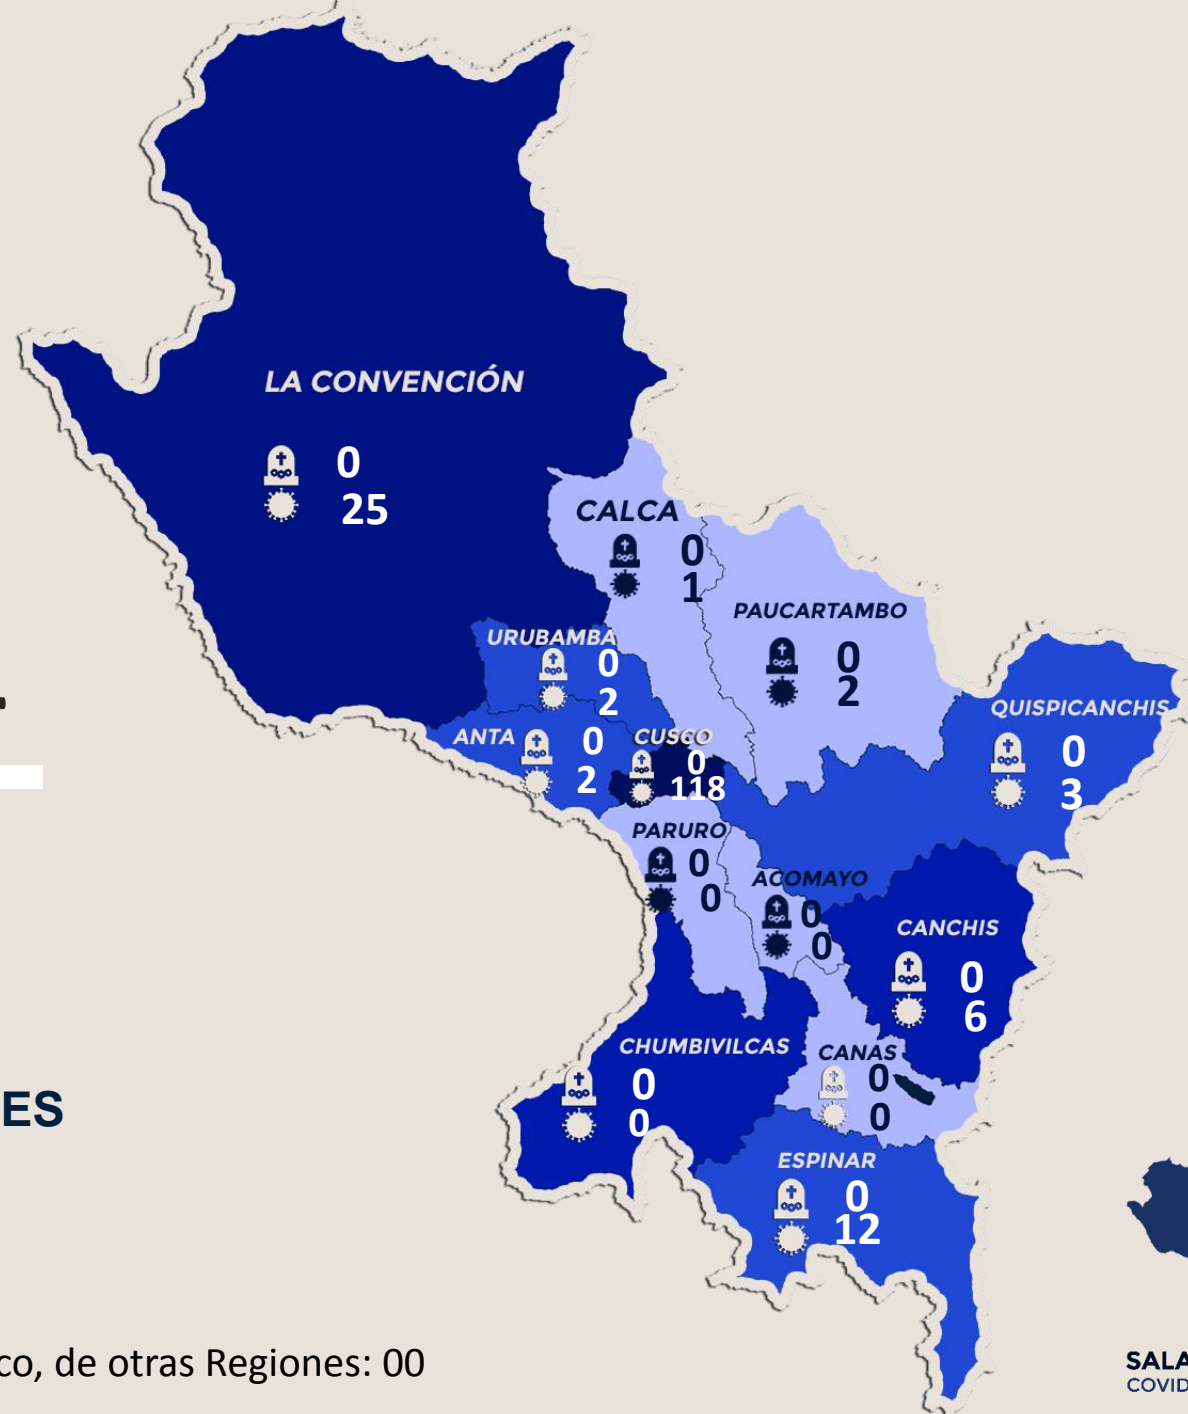 LA CONVENCIÓN
0
25
CALCA
0
1
PAUCARTAMBO
0
2
URUBAMBA
0
2
QUISPICANCHIS
0
3
ANTA
0
2
CUSCO
0
118
PARURO
0
0
ACOMAYO
0
0
CANCHIS
0
6
CHUMBIVILCAS
0
0
CANAS
0
0
ES
ESPINAR
0
12
co, de otras Regiones: 00
SALA
COVID